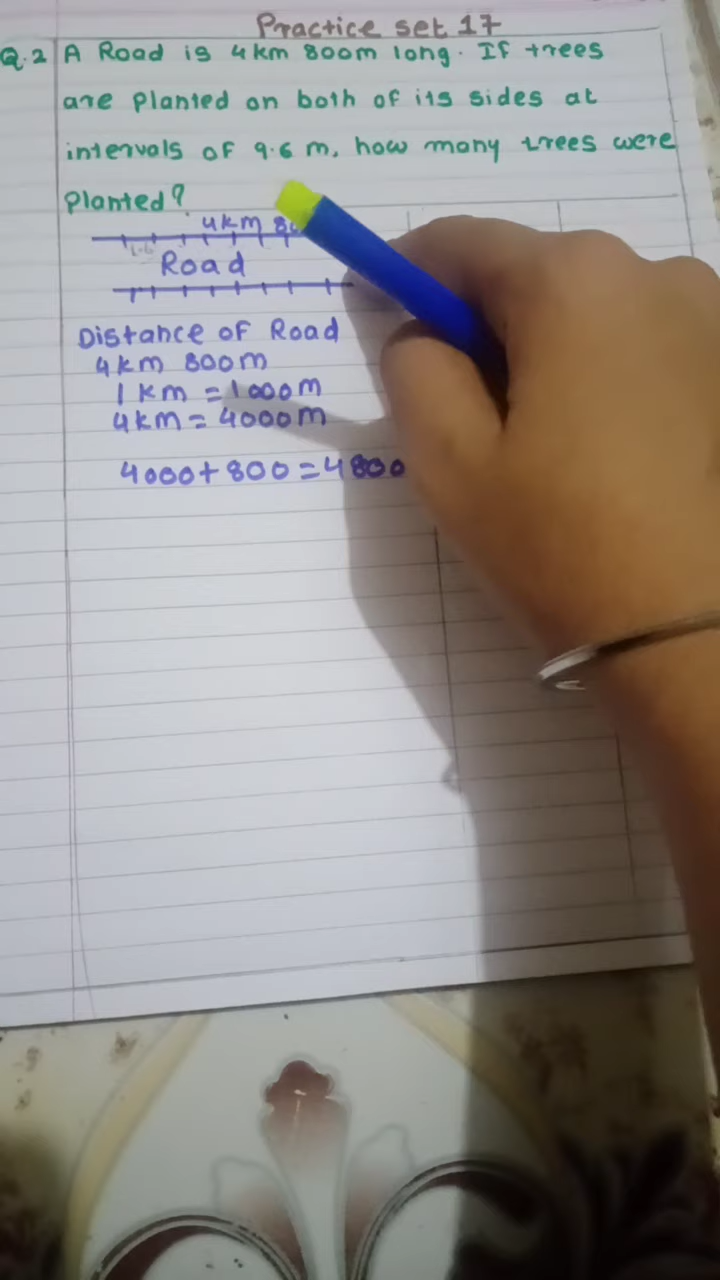 Practice set 17
Q.2 A Road is 4km 800m long. If trees
are planted on both of its sides at
intervals of 9.6 m, how many trees were
planted?
4km
Road
Distance of Road
4km 800m
1 km = 1000m
4km = 4000m
4000+800=4800